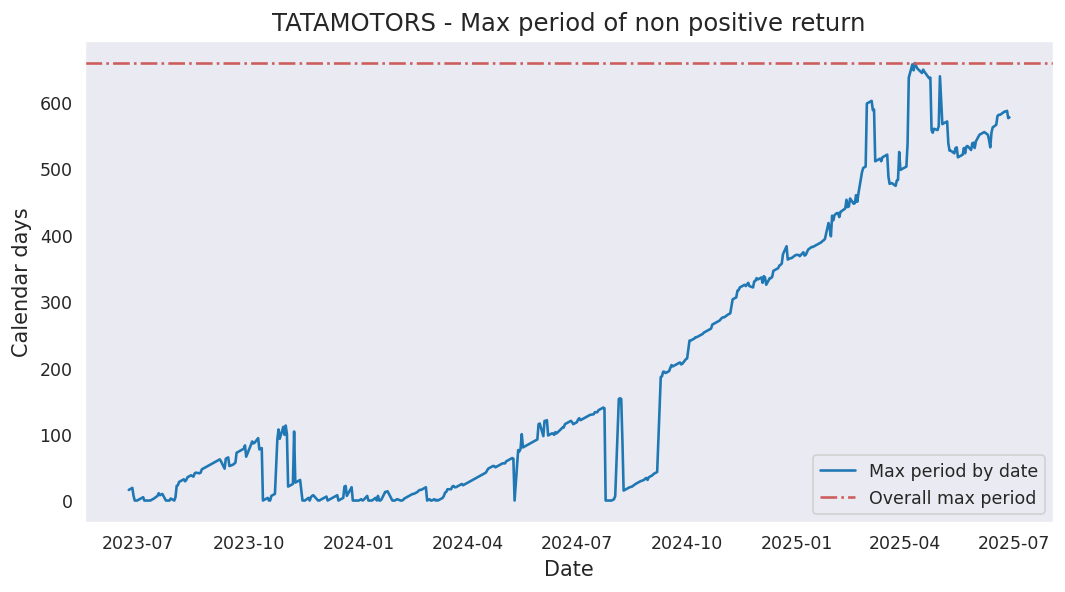 TATAMOTORS - Max period of non positive return
Calendar days
600
500
400
300
200
100
0
2023-07 2023-10 2024-01 2024-04 2024-07 2024-10 2025-01 2025-04 2025-07
Date
Max period by date
Overall max period